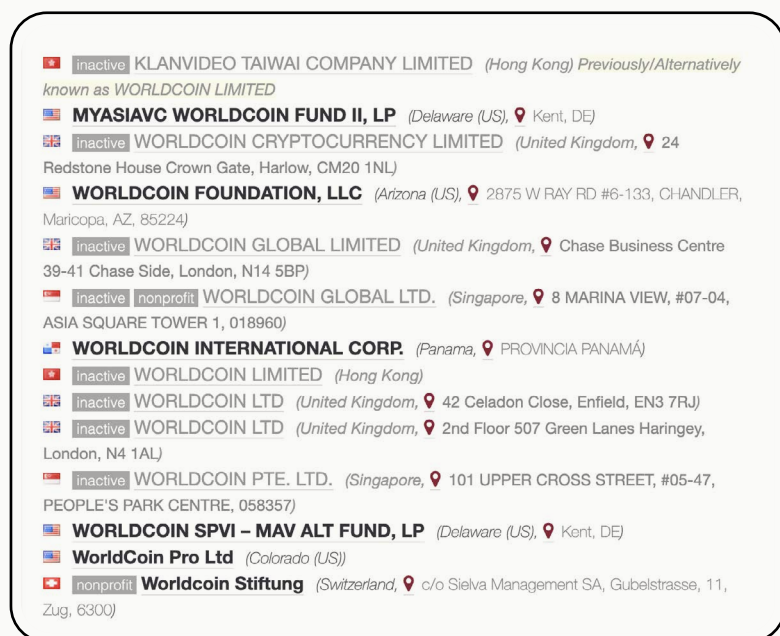 inactive KLANVIDEO TAIWAI COMPANY LIMITED (Hong Kong) Previously/Alternatively
known as WORLDCOIN LIMITED
MYASIAVC WORLDCOIN FUND II, LP (Delaware (US), Kent, DE)
inactive WORLDCOIN CRYPTOCURRENCY LIMITED (United Kingdom, 24
Redstone House Crown Gate, Harlow, CM20 1NL)
WORLDCOIN FOUNDATION, LLC (Arizona (US), 2875 W RAY RD #6-133, CHANDLER,
Maricopa, AZ, 85224)
inactive WORLDCOIN GLOBAL LIMITED (United Kingdom, Chase Business Centre
39-41 Chase Side, London, N14 5BP)
inactive nonprofit WORLDCOIN GLOBAL LTD. (Singapore, 8 MARINA VIEW, #07-04,
ASIA SQUARE TOWER 1, 018960)
WORLDCOIN INTERNATIONAL CORP. (Panama, PROVINCIA PANAMÁ)
inactive WORLDCOIN LIMITED (Hong Kong)
inactive WORLDCOIN LTD (United Kingdom, 42 Celadon Close, Enfield, EN3 7RJ)
inactive WORLDCOIN LTD (United Kingdom, 2nd Floor 507 Green Lanes Haringey,
London, N4 1AL)
inactive WORLDCOIN PTE. LTD. (Singapore, 101 UPPER CROSS STREET, #05-47,
PEOPLE'S PARK CENTRE, 058357)
WORLDCOIN SPVI – MAV ALT FUND, LP (Delaware (US), Kent, DE)
WorldCoin Pro Ltd (Colorado (US))
nonprofit Worldcoin Stiftung (Switzerland, c/o Sielva Management SA, Gubelstrasse, 11,
Zug, 6300)